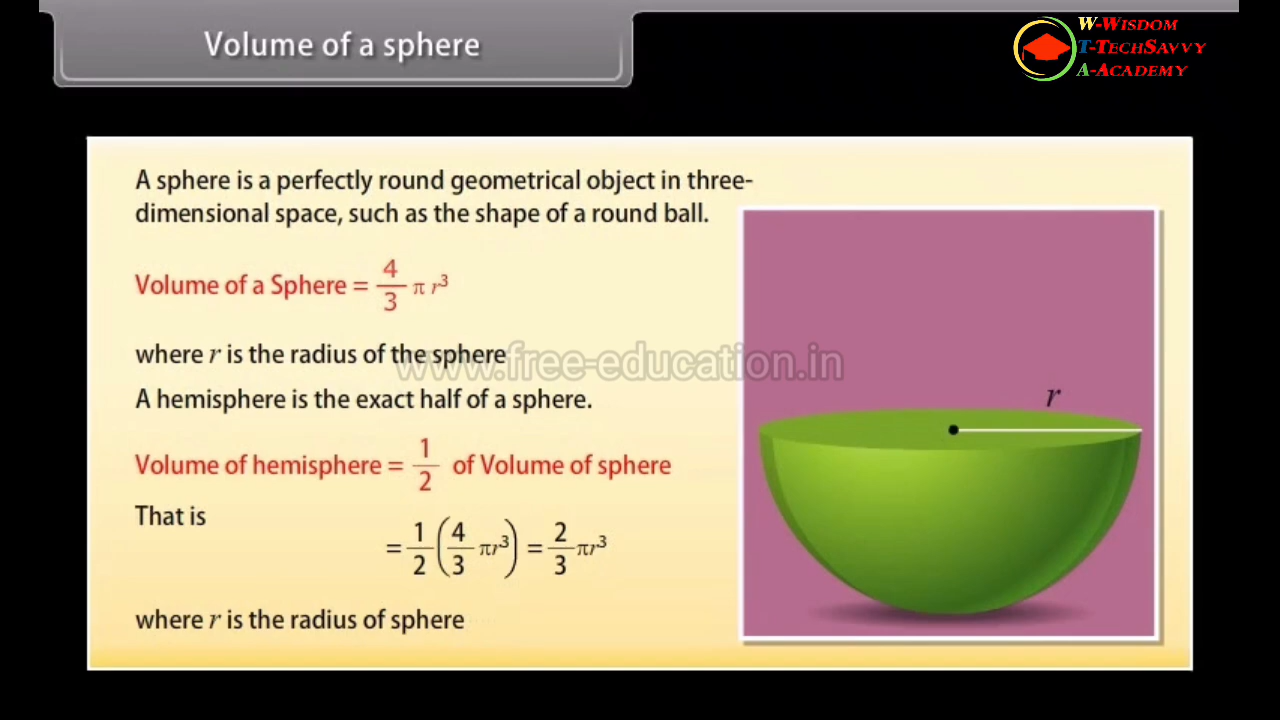 Volume of a sphere
W-Wisdom
T-TechSavvy
A-Academy
A sphere is a perfectly round geometrical object in three-
dimensional space, such as the shape of a round ball.
Volume of a Sphere = 4/3 π r³
where r is the radius of the sphere
www.free-education.in
A hemisphere is the exact half of a sphere.
Volume of hemisphere = 1/2 of Volume of sphere
That is
= 1/2 (4/3 πr³) = 2/3 πr³
where r is the radius of sphere
r